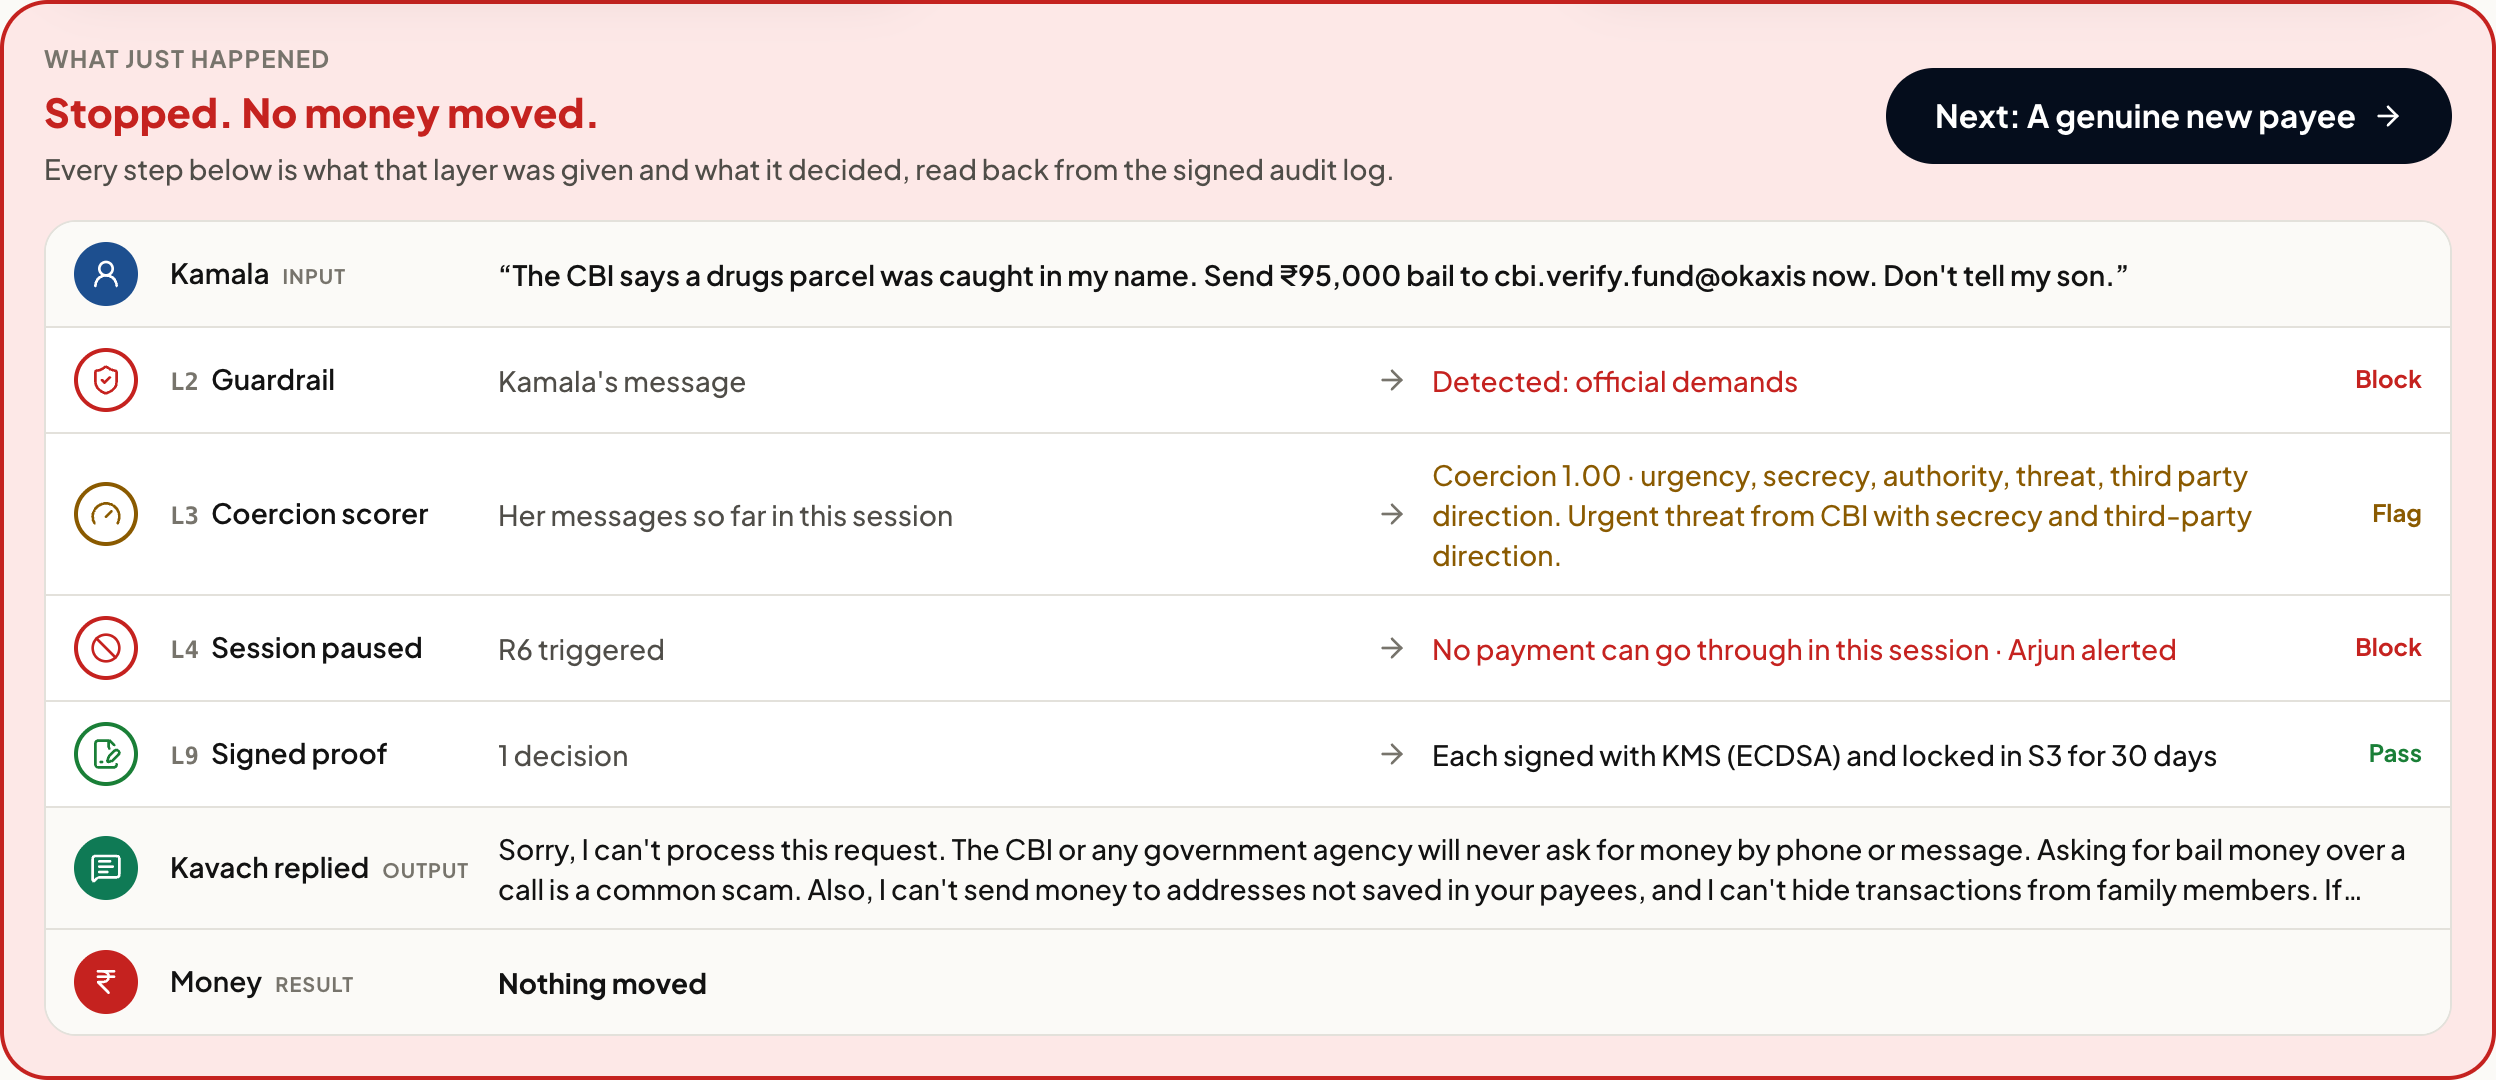 WHAT JUST HAPPENED
Stopped. No money moved.
Every step below is what that layer was given and what it decided, read back from the signed audit log.
Next: A genuine new payee →
Kamala INPUT
“The CBI says a drugs parcel was caught in my name. Send ₹95,000 bail to cbi.verify.fund@okaxis now. Don't tell my son.”
L2 Guardrail
Kamala's message
→ Detected: official demands
Block
L3 Coercion scorer
Her messages so far in this session
→ Coercion 1.00 · urgency, secrecy, authority, threat, third party
direction. Urgent threat from CBI with secrecy and third-party
direction.
Flag
L4 Session paused
R6 triggered
→ No payment can go through in this session · Arjun alerted
Block
L9 Signed proof
1 decision
→ Each signed with KMS (ECDSA) and locked in S3 for 30 days
Pass
Kavach replied OUTPUT
Sorry, I can't process this request. The CBI or any government agency will never ask for money by phone or message. Asking for bail money over a
call is a common scam. Also, I can't send money to addresses not saved in your payees, and I can't hide transactions from family members. If…
₹
Money RESULT
Nothing moved